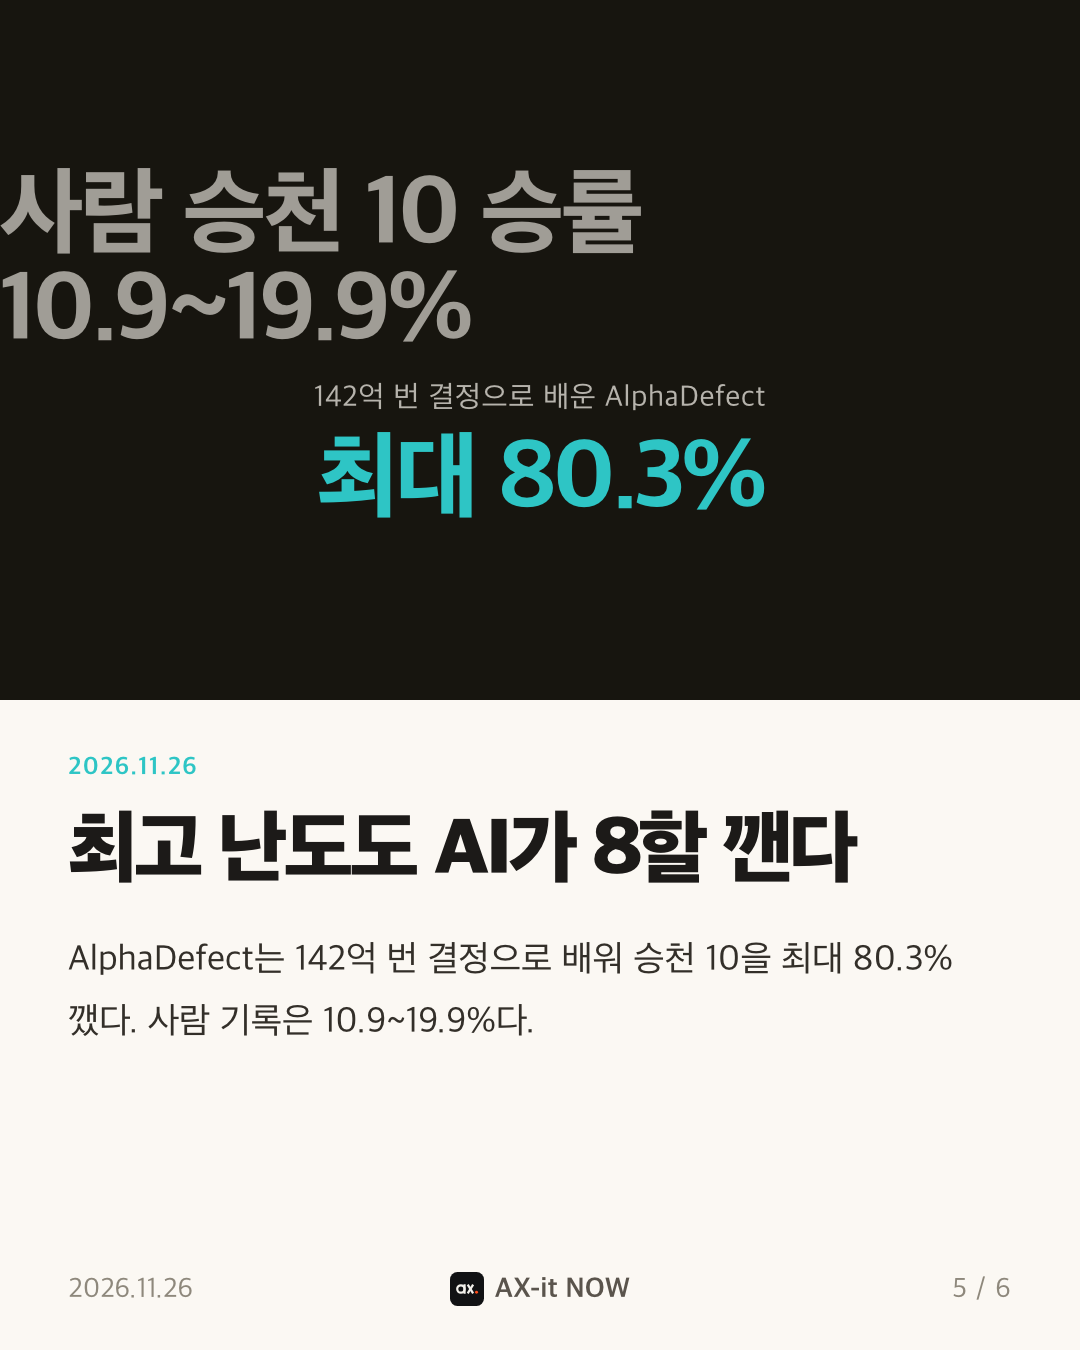 사람 승천 10 승률
10.9~19.9%
142억 번 결정으로 배운 AlphaDefect
최대 80.3%
2026.11.26
최고 난도도 AI가 8할 깬다
AlphaDefect는 142억 번 결정으로 배워 승천 10을 최대 80.3%
깼다. 사람 기록은 10.9~19.9%다.
2026.11.26
ax.
AX-it NOW
5 / 6